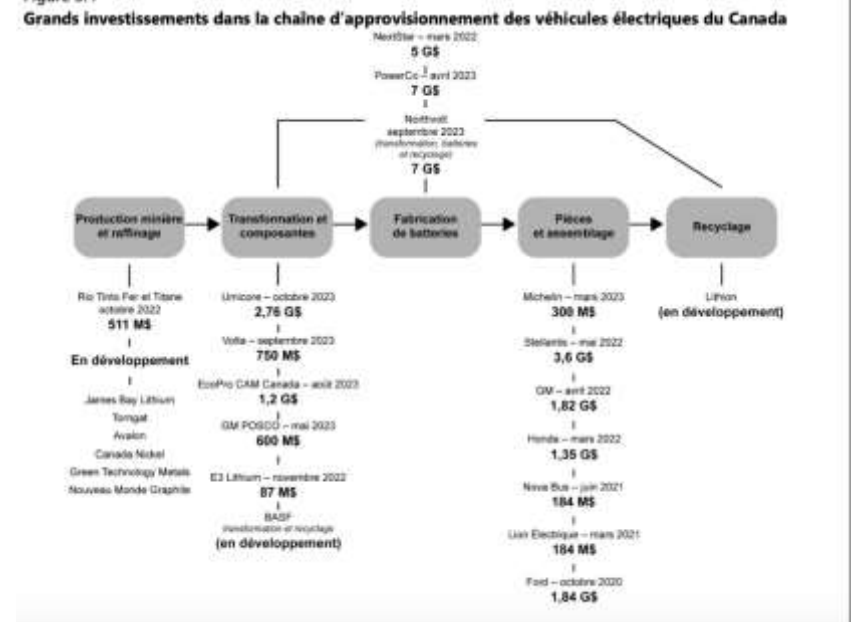 Grands investissements dans la chaîne d'approvisionnement des véhicules électriques du Canada
NextStar – mars 2022
5 G$
PowerCo – avril 2023
7 G$
Northvolt
septembre 2023
(transformation, batteries
et recyclage)
7 G$
Production minière
et raffinage
Transformation et
composantes
Fabrication
de batteries
Pièces
et assemblage
Recyclage
Rio Tinto Fer et Titane
octobre 2022
511 M$
En développement
James Bay Lithium
Torngat
Avalon
Canada Nickel
Green Technology Metals
Nouveau Monde Graphite
Umicore – octobre 2023
2,76 G$
Volta – septembre 2023
750 M$
EcoPro CAM Canada – août 2023
1,2 G$
GM POSCO – mai 2023
600 M$
E3 Lithium – novembre 2022
87 M$
BASF
transformation et recyclage
(en développement)
Michelin – mars 2023
300 M$
Stellantis – mai 2022
3,6 G$
GM – avril 2022
1,82 G$
Honda – mars 2022
1,35 G$
Nova Bus – juin 2021
184 M$
Lion Électrique – mars 2021
184 M$
Ford – octobre 2020
1,84 G$
Lithion
(en développement)